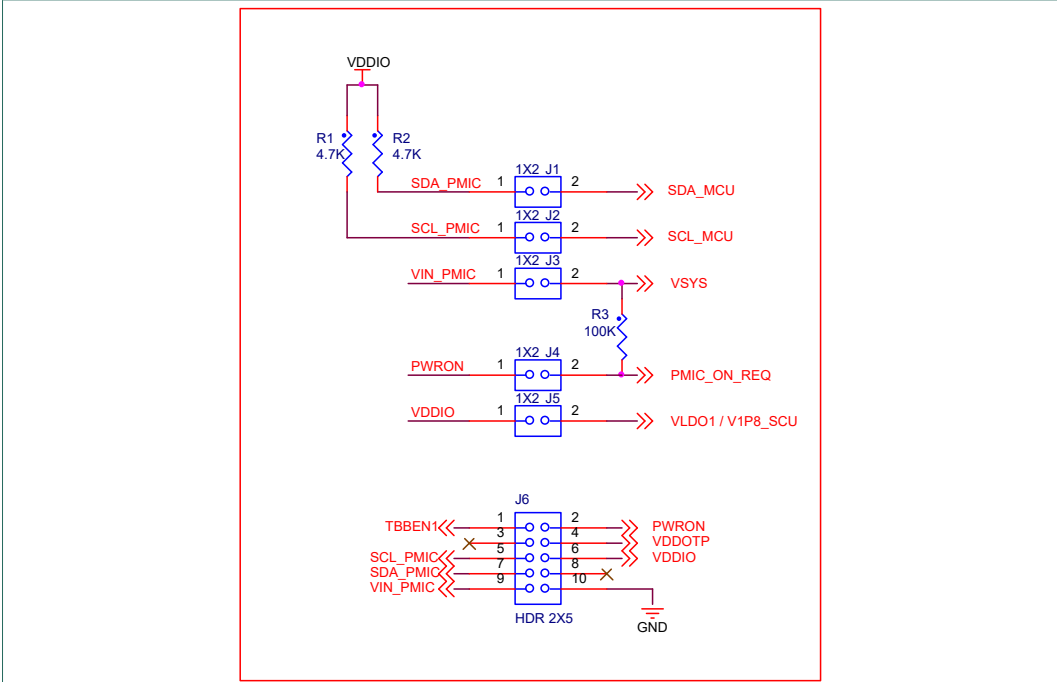 VDDIO
R1
4.7K
R2
4.7K
SDA_PMIC 1 1X2 J1 2 SDA_MCU
SCL_PMIC 1 1X2 J2 2 SCL_MCU
VIN_PMIC 1 1X2 J3 2 VSYS
R3
100K
PWRON 1 1X2 J4 2 PMIC_ON_REQ
VDDIO 1 1X2 J5 2 VLDO1 / V1P8_SCU
J6
TBBEN1 1 2 PWRON
3 4 VDDOTP
SCL_PMIC 5 6 VDDIO
SDA_PMIC 7 8
VIN_PMIC 9 10
HDR 2X5
GND